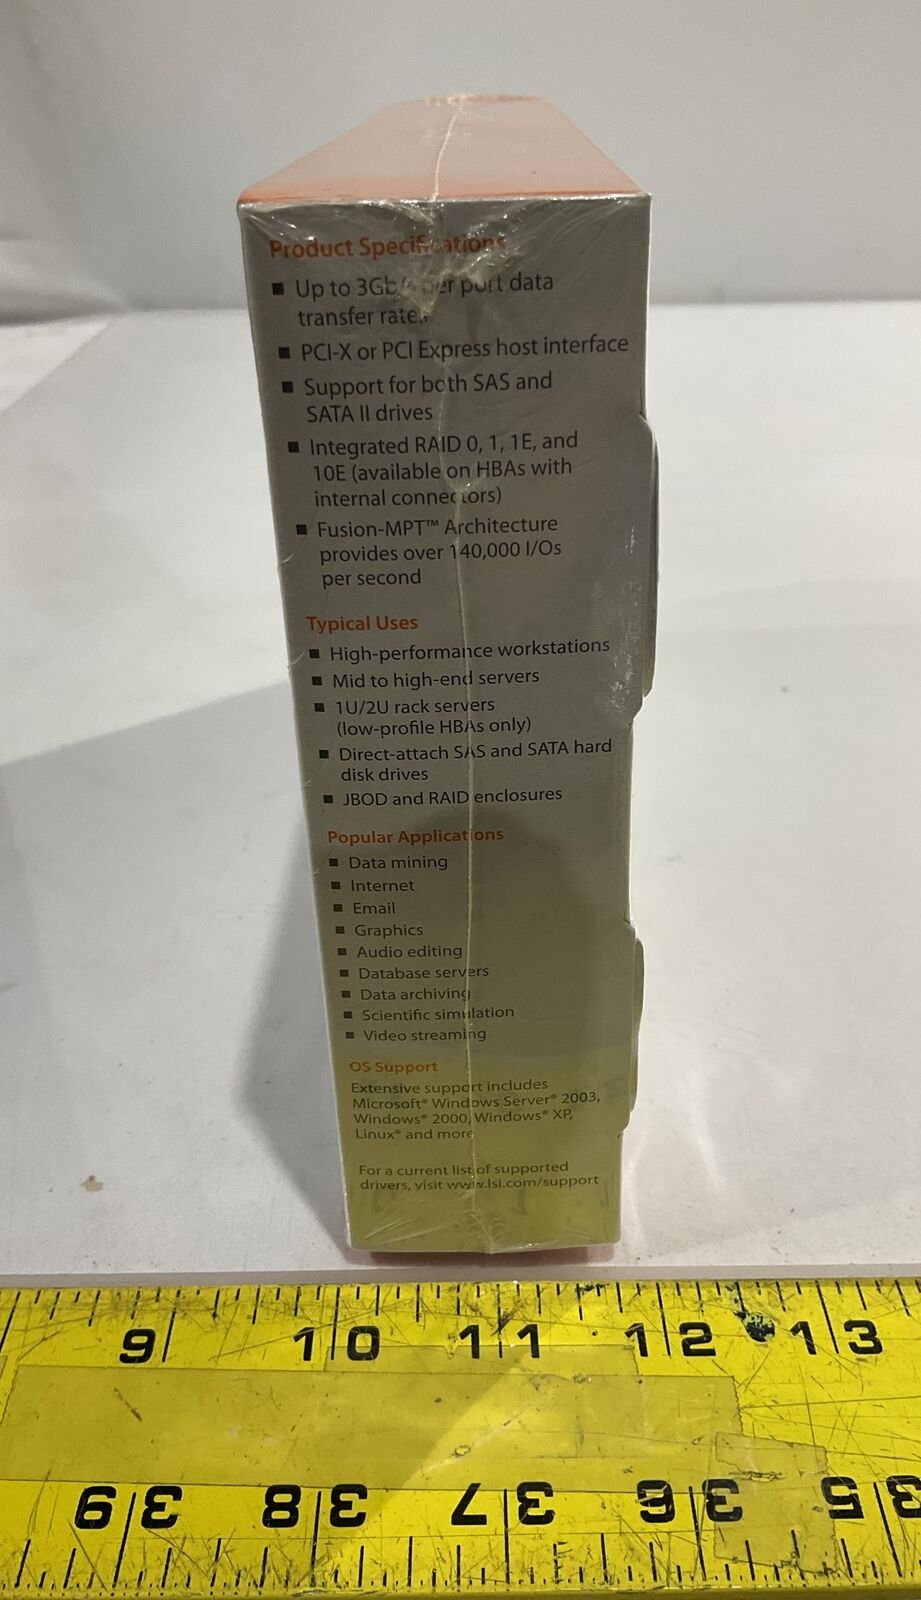 Product Specifications
■ Up to 3Gb/s per port data
transfer rates
■ PCI-X or PCI Express host interface
■ Support for both SAS and
SATA II drives
■ Integrated RAID 0, 1, 1E, and
10E (available on HBAs with
internal connectors)
■ Fusion-MPT™ Architecture
provides over 140,000 I/Os
per second
Typical Uses
■ High-performance workstations
■ Mid to high-end servers
■ 1U/2U rack servers
(low-profile HBAs only)
■ Direct-attach SAS and SATA hard
disk drives
■ JBOD and RAID enclosures
Popular Applications
■ Data mining
■ Internet
■ Email
■ Graphics
■ Audio editing
■ Database servers
■ Data archiving
■ Scientific simulation
■ Video streaming
OS Support
Extensive support includes
Microsoft® Windows Server® 2003,
Windows® 2000, Windows® XP,
Linux® and more
For a current list of supported
drivers, visit www.lsi.com/support
9 10 11 12 13
39 38 37 36 35